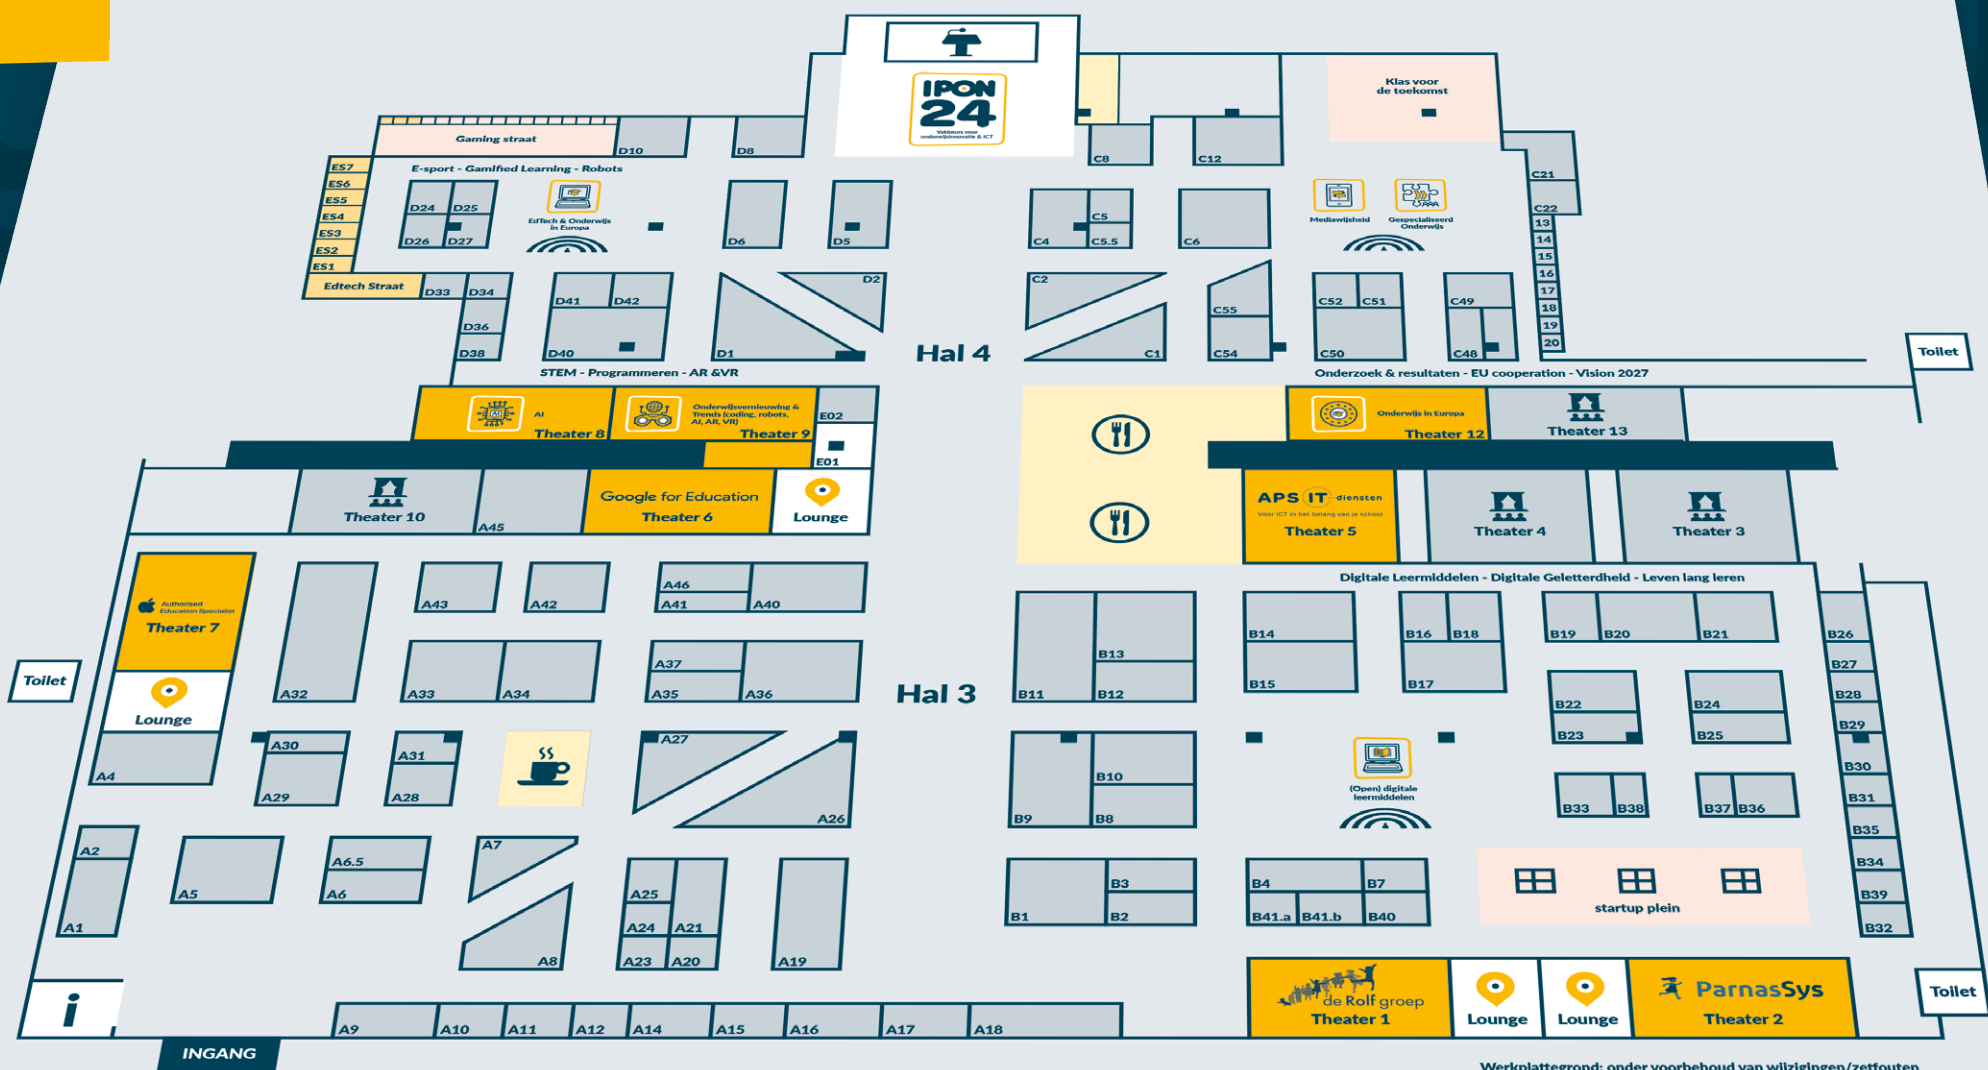 IPON
24
Vakbeurs voor
onderwijsinnovatie & ICT
Klas voor
de toekomst
Gaming straat
D10
D8
C8
C12
E-sport - Gamified Learning - Robots
ES7
ES6
ES5
ES4
ES3
ES2
ES1
Edtech Straat
D24
D25
D26
D27
EdTech & Onderwijs
in Europa
D6
D5
C4
C5
C5.5
C6
Mediawijsheid
Gespecialiseerd
Onderwijs
C21
C22
13
14
15
16
17
18
19
20
D33
D34
D36
D38
D41
D42
D40
D1
D2
C2
C1
C55
C54
C52
C51
C50
C49
C48
Hal 4
Toilet
STEM - Programmeren - AR &VR
Onderzoek & resultaten - EU cooperation - Vision 2027
AI
AI
Theater 8
Onderwijsvernieuwing &
Trends (coding, robots,
AI, AR, VR)
Theater 9
E02
E01
Onderwijs in Europa
Theater 12
Theater 13
Theater 10
A45
Google for Education
Theater 6
Lounge
APS IT-diensten
Voor ICT in het belang van je school
Theater 5
Theater 4
Theater 3
Digitale Leermiddelen - Digitale Geletterdheid - Leven lang leren
Authorised
Education Specialist
Theater 7
Toilet
Lounge
A4
A32
A43
A42
A46
A41
A40
A33
A34
A37
A35
A36
Hal 3
B11
B13
B12
B14
B15
B16
B18
B17
B19
B20
B21
B22
B23
B24
B25
B26
B27
B28
B29
B30
B31
B35
B34
B39
B32
A30
A29
A31
A28
A27
A26
B9
B10
B8
(Open) digitale
leermiddelen
B33
B38
B37
B36
A2
A1
A5
A6.5
A6
A7
A8
A25
A24
A21
A23
A20
A19
B1
B3
B2
B4
B7
B41.a
B41.b
B40
startup plein
i
A9
A10
A11
A12
A14
A15
A16
A17
A18
de Rolf groep
Theater 1
Lounge
Lounge
ParnasSys
Theater 2
Toilet
INGANG
Werkplattegrond: onder voorbehoud van wijzigingen/zetfouten